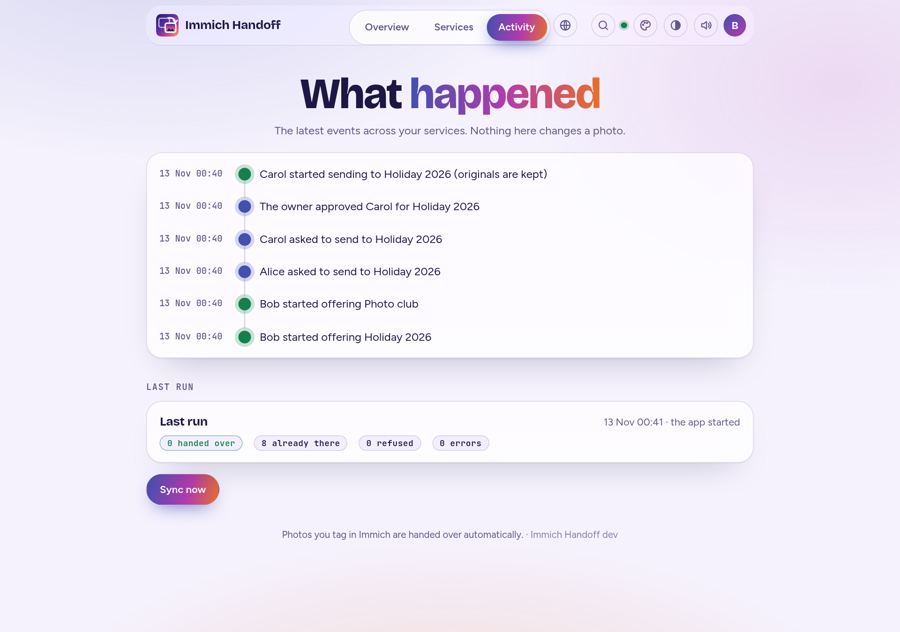 Immich Handoff
Overview
Services
Activity
B
What happened
The latest events across your services. Nothing here changes a photo.
13 Nov 00:40 Carol started sending to Holiday 2026 (originals are kept)
13 Nov 00:40 The owner approved Carol for Holiday 2026
13 Nov 00:40 Carol asked to send to Holiday 2026
13 Nov 00:40 Alice asked to send to Holiday 2026
13 Nov 00:40 Bob started offering Photo club
13 Nov 00:40 Bob started offering Holiday 2026
LAST RUN
Last run
13 Nov 00:41 · the app started
0 handed over
8 already there
0 refused
0 errors
Sync now
Photos you tag in Immich are handed over automatically. · Immich Handoff dev